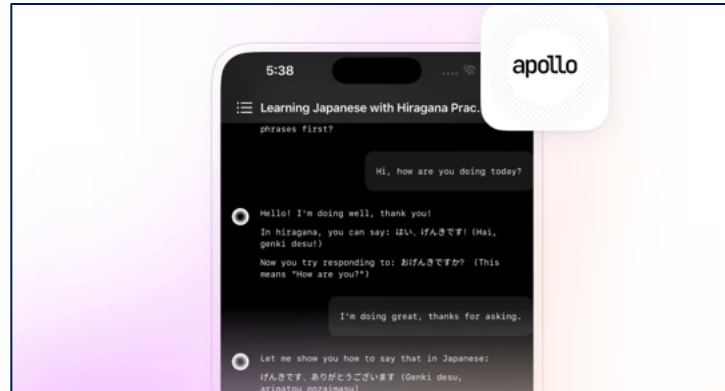 apollo
5:38
Learning Japanese with Hiragana Prac...
phrases first?
Hi, how are you doing today?
Hello! I'm doing well, thank you!
In hiragana, you can say: はい、げんきです! (Hai,
genki desu!)
Now you try responding to: おげんきですか? (This
means "How are you?")
I'm doing great, thanks for asking.
Let me show you how to say that in Japanese:
げんきです、ありがとうございます (Genki desu,
arigatou gozaimasu)